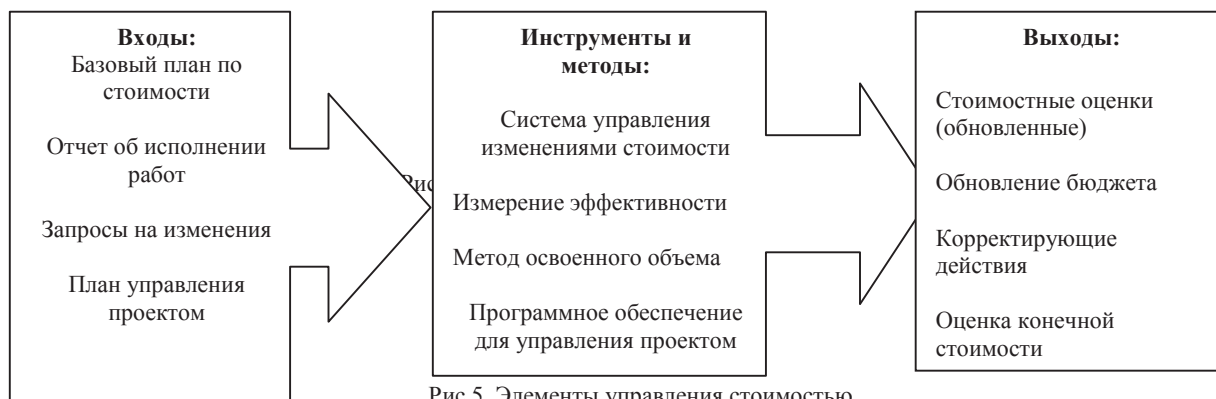 Входы:
Базовый план по
стоимости
Отчет об исполнении
работ
Запросы на изменения
План управления
проектом
Рис
Инструменты и
методы:
Система управления
изменениями стоимости
Измерение эффективности
Метод освоенного объема
Программное обеспечение
для управления проектом
Выходы:
Стоимостные оценки
(обновленные)
Обновление бюджета
Корректирующие
действия
Оценка конечной
стоимости
Рис.5. Элементы управления стоимостью